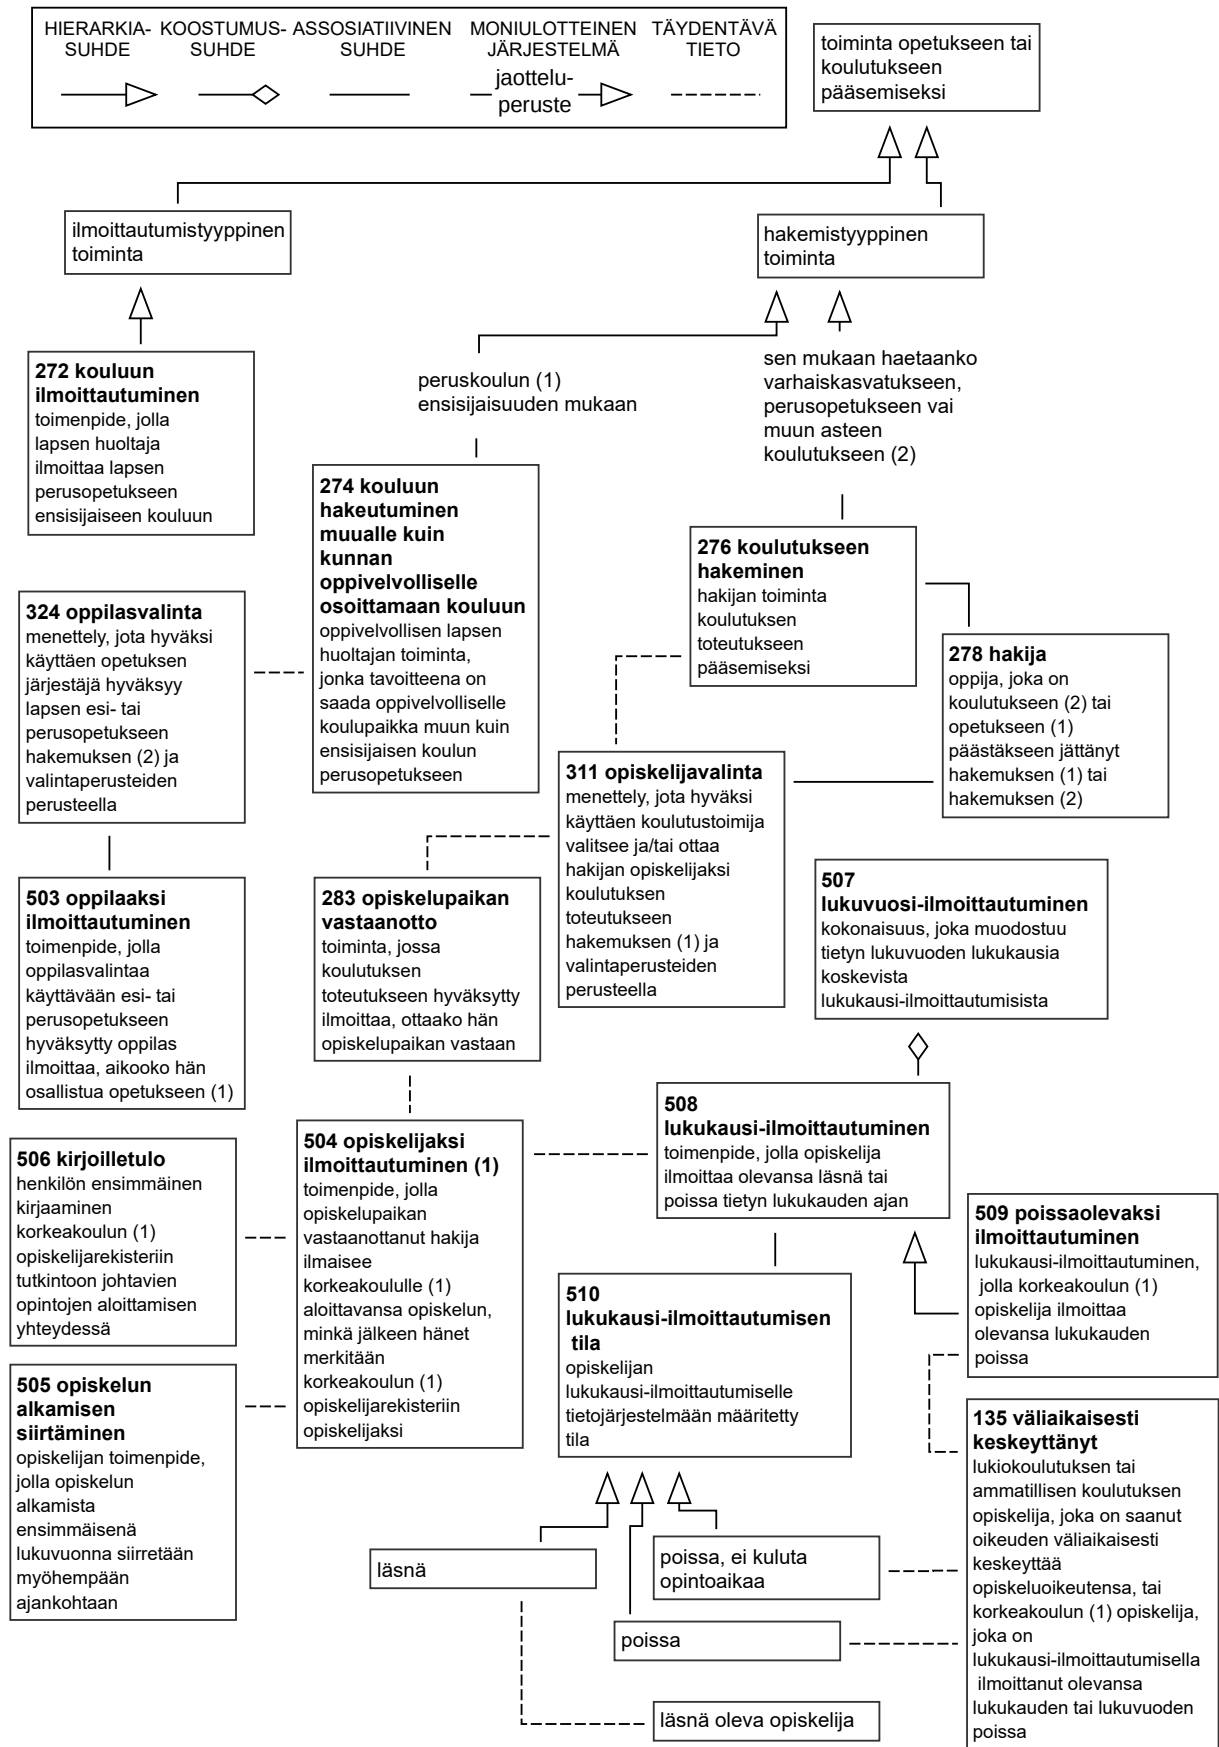 HIERARKIA-
SUHDE
KOOSTUMUS-
SUHDE
ASSOSIATIIVINEN
SUHDE
MONIULOTTEINEN
JÄRJESTELMÄ
jaottelu-
peruste
TÄYDENTÄVÄ
TIETO
toiminta opetukseen tai
koulutukseen
pääsemiseksi
ilmoittautumistyyppinen
toiminta
hakemistyyppinen
toiminta
272 kouluun
ilmoittautuminen
toimenpide, jolla
lapsen huoltaja
ilmoittaa lapsen
perusopetukseen
ensisijaiseen kouluun
peruskoulun (1)
ensisijaisuuden mukaan
sen mukaan haetaanko
varhaiskasvatukseen,
perusopetukseen vai
muun asteen
koulutukseen (2)
274 kouluun
hakeutuminen
muualle kuin
kunnan
oppivelvolliselle
osoittamaan kouluun
oppivelvollisen lapsen
huoltajan toiminta,
jonka tavoitteena on
saada oppivelvolliselle
koulupaikka muun kuin
ensisijaisen koulun
perusopetukseen
276 koulutukseen
hakeminen
hakijan toiminta
koulutuksen
toteutukseen
pääsemiseksi
324 oppilasvalinta
menettely, jota hyväksi
käyttäen opetuksen
järjestäjä hyväksyy
lapsen esi- tai
perusopetukseen
hakemuksen (2) ja
valintaperusteiden
perusteella
278 hakija
oppija, joka on
koulutukseen (2) tai
opetukseen (1)
päästäkseen jättänyt
hakemuksen (1) tai
hakemuksen (2)
311 opiskelijavalinta
menettely, jota hyväksi
käyttäen koulutustoimija
valitsee ja/tai ottaa
hakijan opiskelijaksi
koulutuksen
toteutukseen
hakemuksen (1) ja
valintaperusteiden
perusteella
503 oppilaaksi
ilmoittautuminen
toimenpide, jolla
oppilasvalintaa
käyttävään esi- tai
perusopetukseen
hyväksytty oppilas
ilmoittaa, aikooko hän
osallistua opetukseen (1)
283 opiskelupaikan
vastaanotto
toiminta, jossa
koulutuksen
toteutukseen hyväksytty
ilmoittaa, ottaako hän
opiskelupaikan vastaan
507
lukuvuosi-ilmoittautuminen
kokonaisuus, joka muodostuu
tietyn lukuvuoden lukukausia
koskevista
lukukausi-ilmoittautumisista
508
lukukausi-ilmoittautuminen
toimenpide, jolla opiskelija
ilmoittaa olevansa läsnä tai
poissa tietyn lukukauden ajan
504 opiskelijaksi
ilmoittautuminen (1)
toimenpide, jolla
opiskelupaikan
vastaanottanut hakija
ilmaisee
korkeakoululle (1)
aloittavansa opiskelun,
minkä jälkeen hänet
merkitään
korkeakoulun (1)
opiskelijarekisteriin
opiskelijaksi
506 kirjoilletulo
henkilön ensimmäinen
kirjaaminen
korkeakoulun (1)
opiskelijarekisteriin
tutkintoon johtavien
opintojen aloittamisen
yhteydessä
509 poissaolevaksi
ilmoittautuminen
lukukausi-ilmoittautuminen,
jolla korkeakoulun (1)
opiskelija ilmoittaa
olevansa lukukauden
poissa
510
lukukausi-ilmoittautumisen
tila
opiskelijan
lukukausi-ilmoittautumiselle
tietojärjestelmään määritetty
tila
505 opiskelun
alkamisen
siirtäminen
opiskelijan toimenpide,
jolla opiskelun
alkamista
ensimmäisenä
lukuvuonna siirretään
myöhempään
ajankohtaan
135 väliaikaisesti
keskeyttänyt
lukiokoulutuksen tai
ammatillisen koulutuksen
opiskelija, joka on saanut
oikeuden väliaikaisesti
keskeyttää
opiskeluoikeutensa, tai
korkeakoulun (1) opiskelija,
joka on
lukukausi-ilmoittautumisella
ilmoittanut olevansa
lukukauden tai lukuvuoden
poissa
läsnä
poissa, ei kuluta
opintoaikaa
poissa
läsnä oleva opiskelija